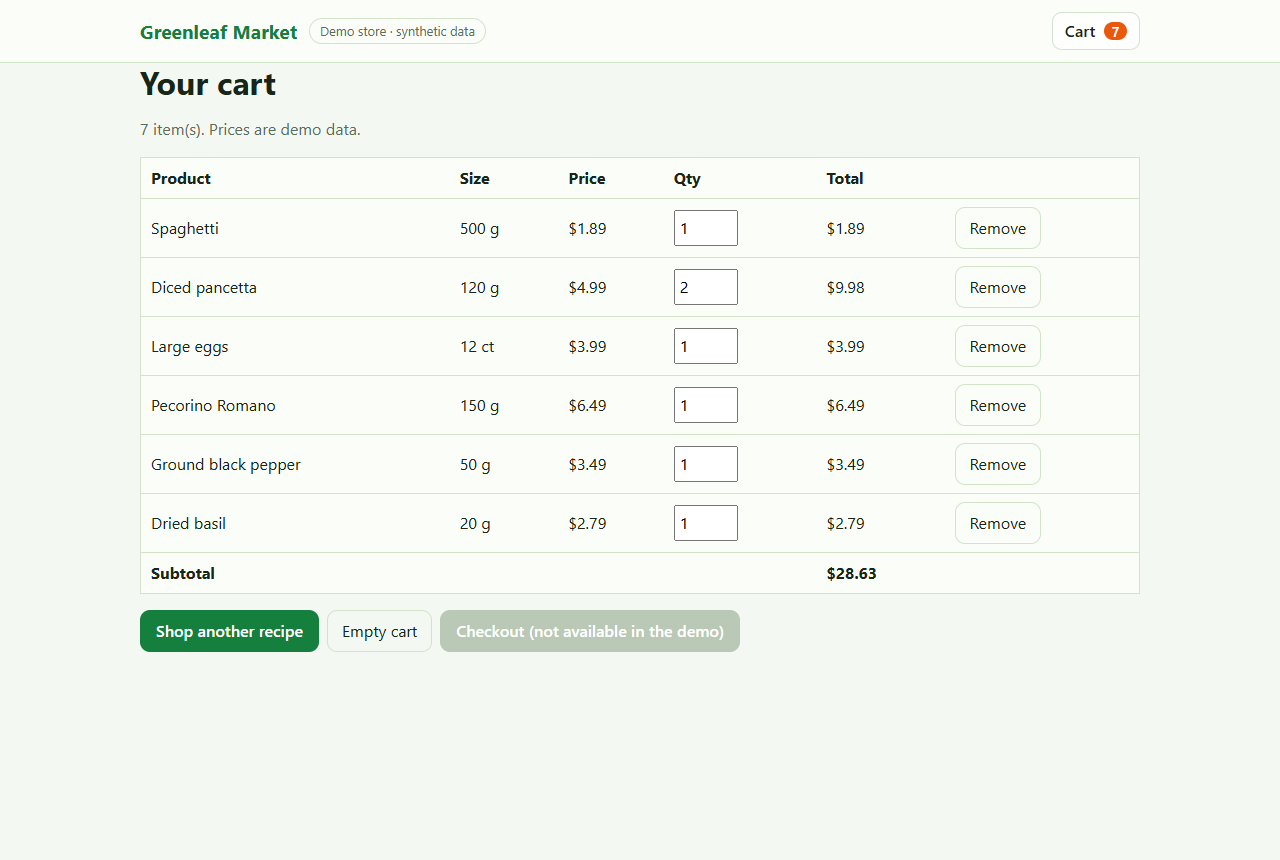 Greenleaf Market Demo store · synthetic data Cart 7
Your cart
7 item(s). Prices are demo data.
Product Size Price Qty Total
Spaghetti 500 g $1.89 1 $1.89 Remove
Diced pancetta 120 g $4.99 2 $9.98 Remove
Large eggs 12 ct $3.99 1 $3.99 Remove
Pecorino Romano 150 g $6.49 1 $6.49 Remove
Ground black pepper 50 g $3.49 1 $3.49 Remove
Dried basil 20 g $2.79 1 $2.79 Remove
Subtotal $28.63
Shop another recipe Empty cart Checkout (not available in the demo)